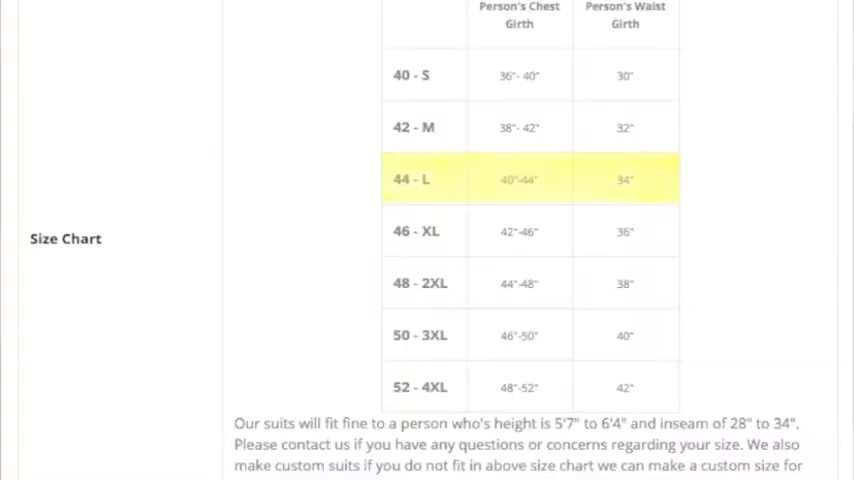 Person's Chest Girth Person's Waist Girth
40 - S 36"- 40" 30"
42 - M 38"- 42" 32"
44 - L 40"-44" 34"
46 - XL 42"-46" 36"
Size Chart
48 - 2XL 44"-48" 38"
50 - 3XL 46"-50" 40"
52 - 4XL 48"-52" 42"
Our suits will fit fine to a person who's height is 5'7" to 6'4" and inseam of 28" to 34".
Please contact us if you have any questions or concerns regarding your size. We also
make custom suits if you do not fit in above size chart we can make a custom size for